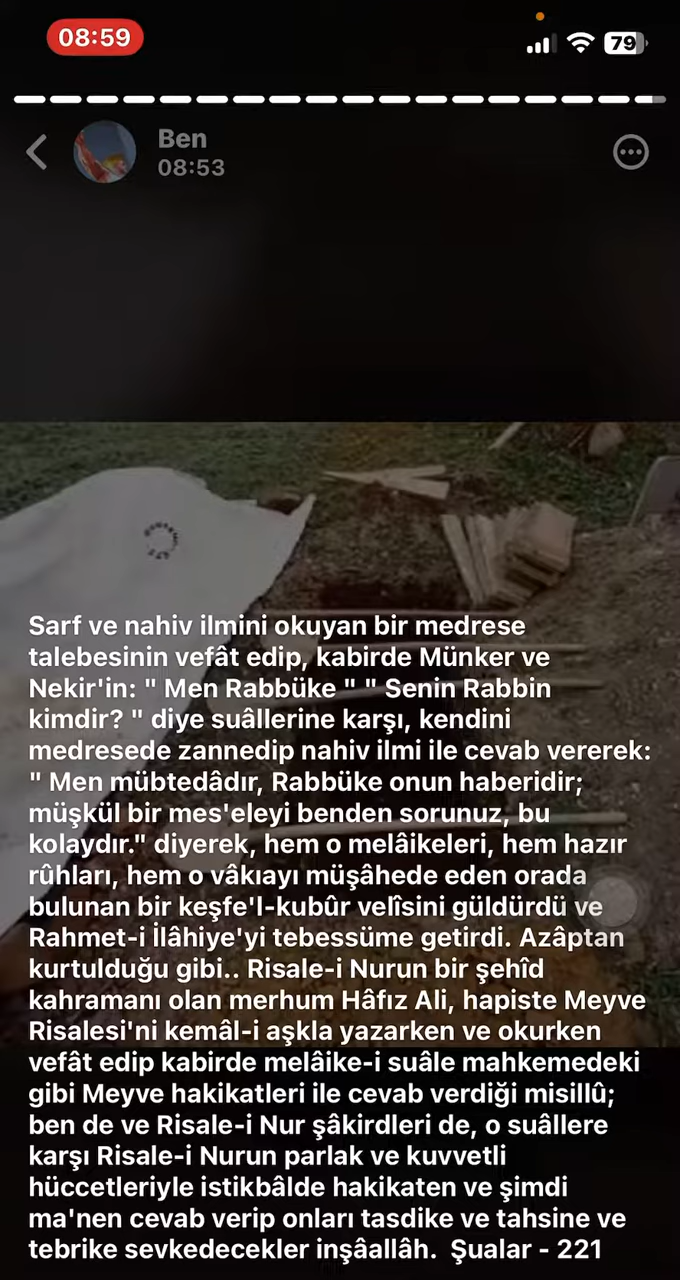 08:59
79
Ben
08:53
Sarf ve nahiv ilmini okuyan bir medrese
talebesinin vefât edip, kabirde Münker ve
Nekir'in: " Men Rabbüke " " Senin Rabbin
kimdir? " diye suâllerine karşı, kendini
medresede zannedip nahiv ilmi ile cevab vererek:
" Men mübtedâdır, Rabbüke onun haberidir;
müşkül bir mes'eleyi benden sorunuz, bu
kolaydır." diyerek, hem o melâikeleri, hem hazır
rûhları, hem o vâkıayı müşâhede eden orada
bulunan bir keşfe'l-kubûr velîsini güldürdü ve
Rahmet-i İlâhiye'yi tebessüme getirdi. Azâptan
kurtulduğu gibi.. Risale-i Nurun bir şehîd
kahramanı olan merhum Hâfız Ali, hapiste Meyve
Risalesi'ni kemâl-i aşkla yazarken ve okurken
vefât edip kabirde melâike-i suâle mahkemedeki
gibi Meyve hakikatleri ile cevab verdiği misillû;
ben de ve Risale-i Nur şâkirdleri de, o suâllere
karşı Risale-i Nurun parlak ve kuvvetli
hüccetleriyle istikbâlde hakikaten ve şimdi
ma'nen cevab verip onları tasdike ve tahsine ve
tebrike sevkedecekler inşâallâh.  Şualar - 221